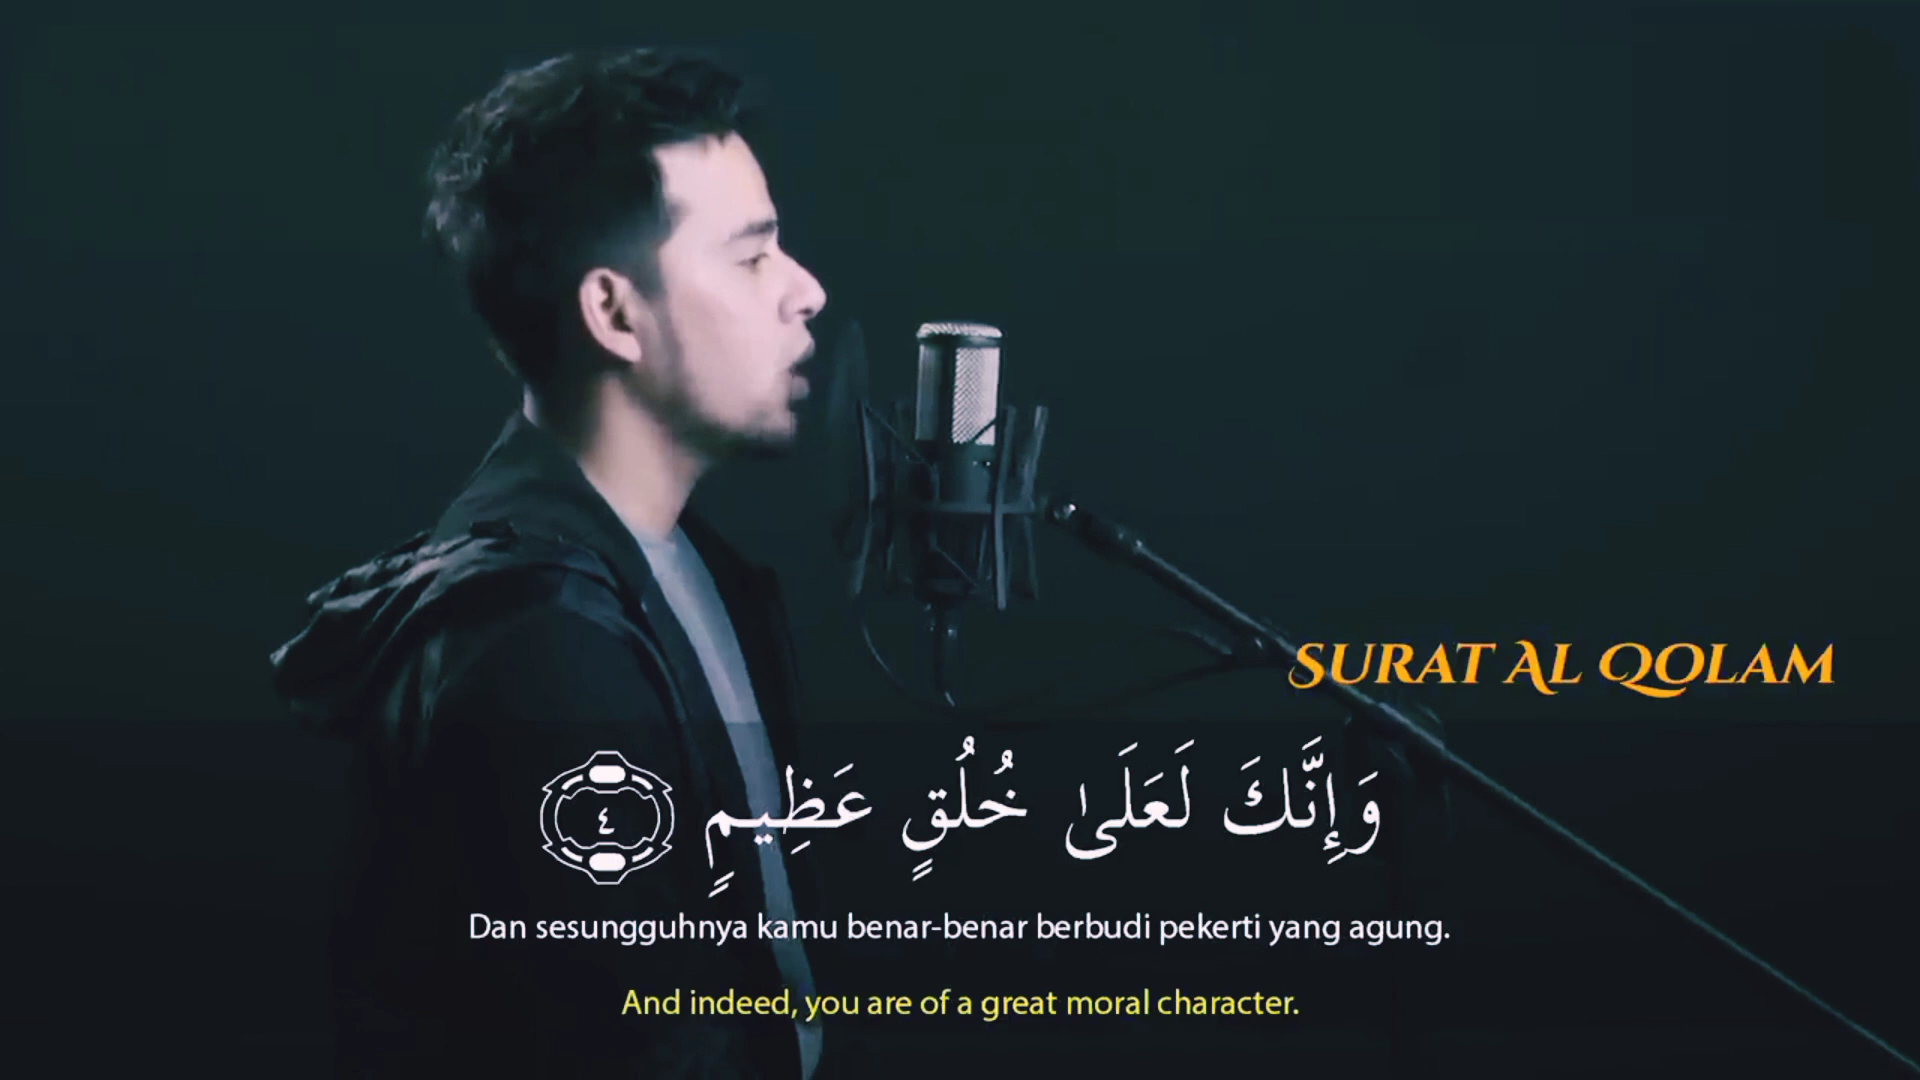 SURAT AL QOLAM
وَإِنَّكَ لَعَلَىٰ خُلُقٍ عَظِيمٍ ٤
Dan sesungguhnya kamu benar-benar berbudi pekerti yang agung.
And indeed, you are of a great moral character.